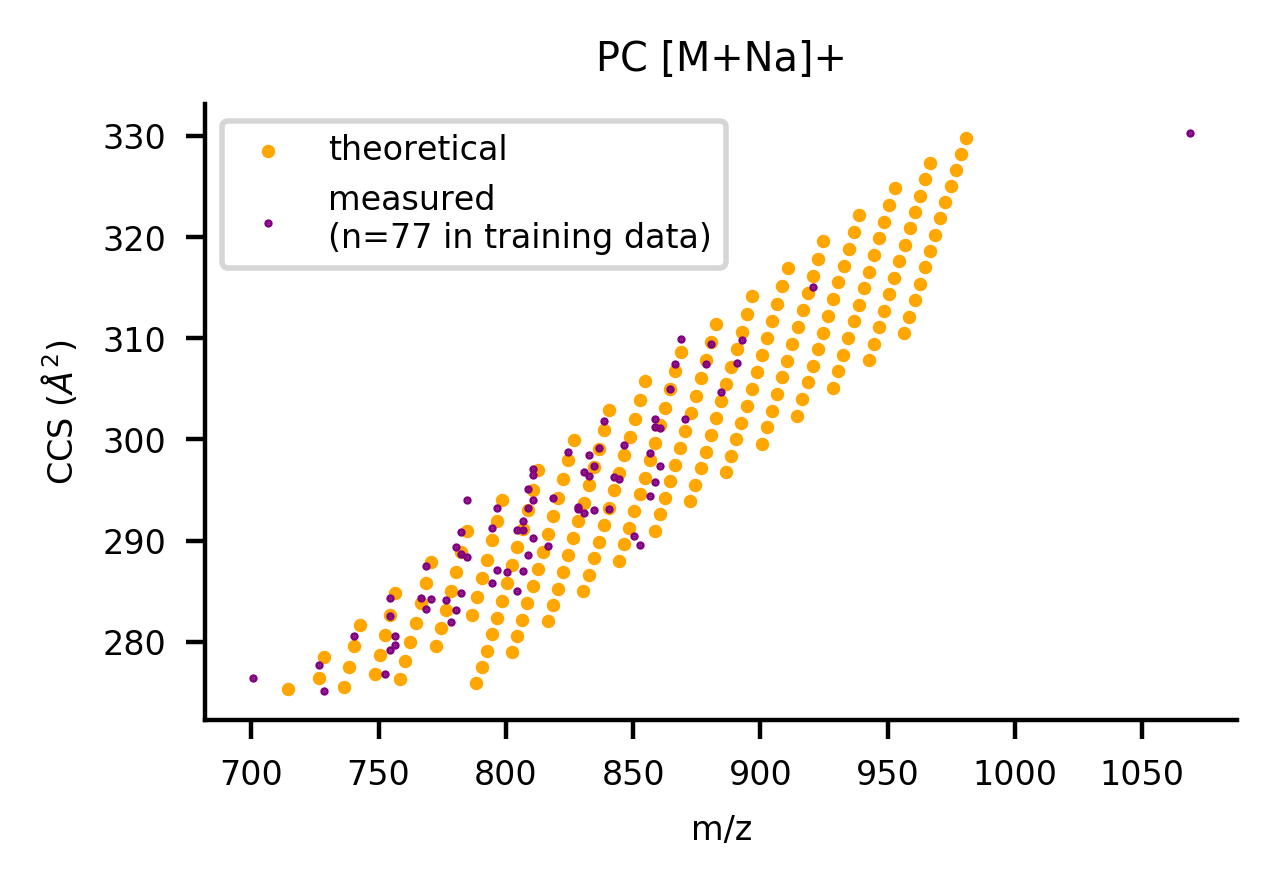 PC [M+Na]+
theoretical
measured
(n=77 in training data)
330
320
310
300
290
280
CCS (Å²)
700 750 800 850 900 950 1000 1050
m/z